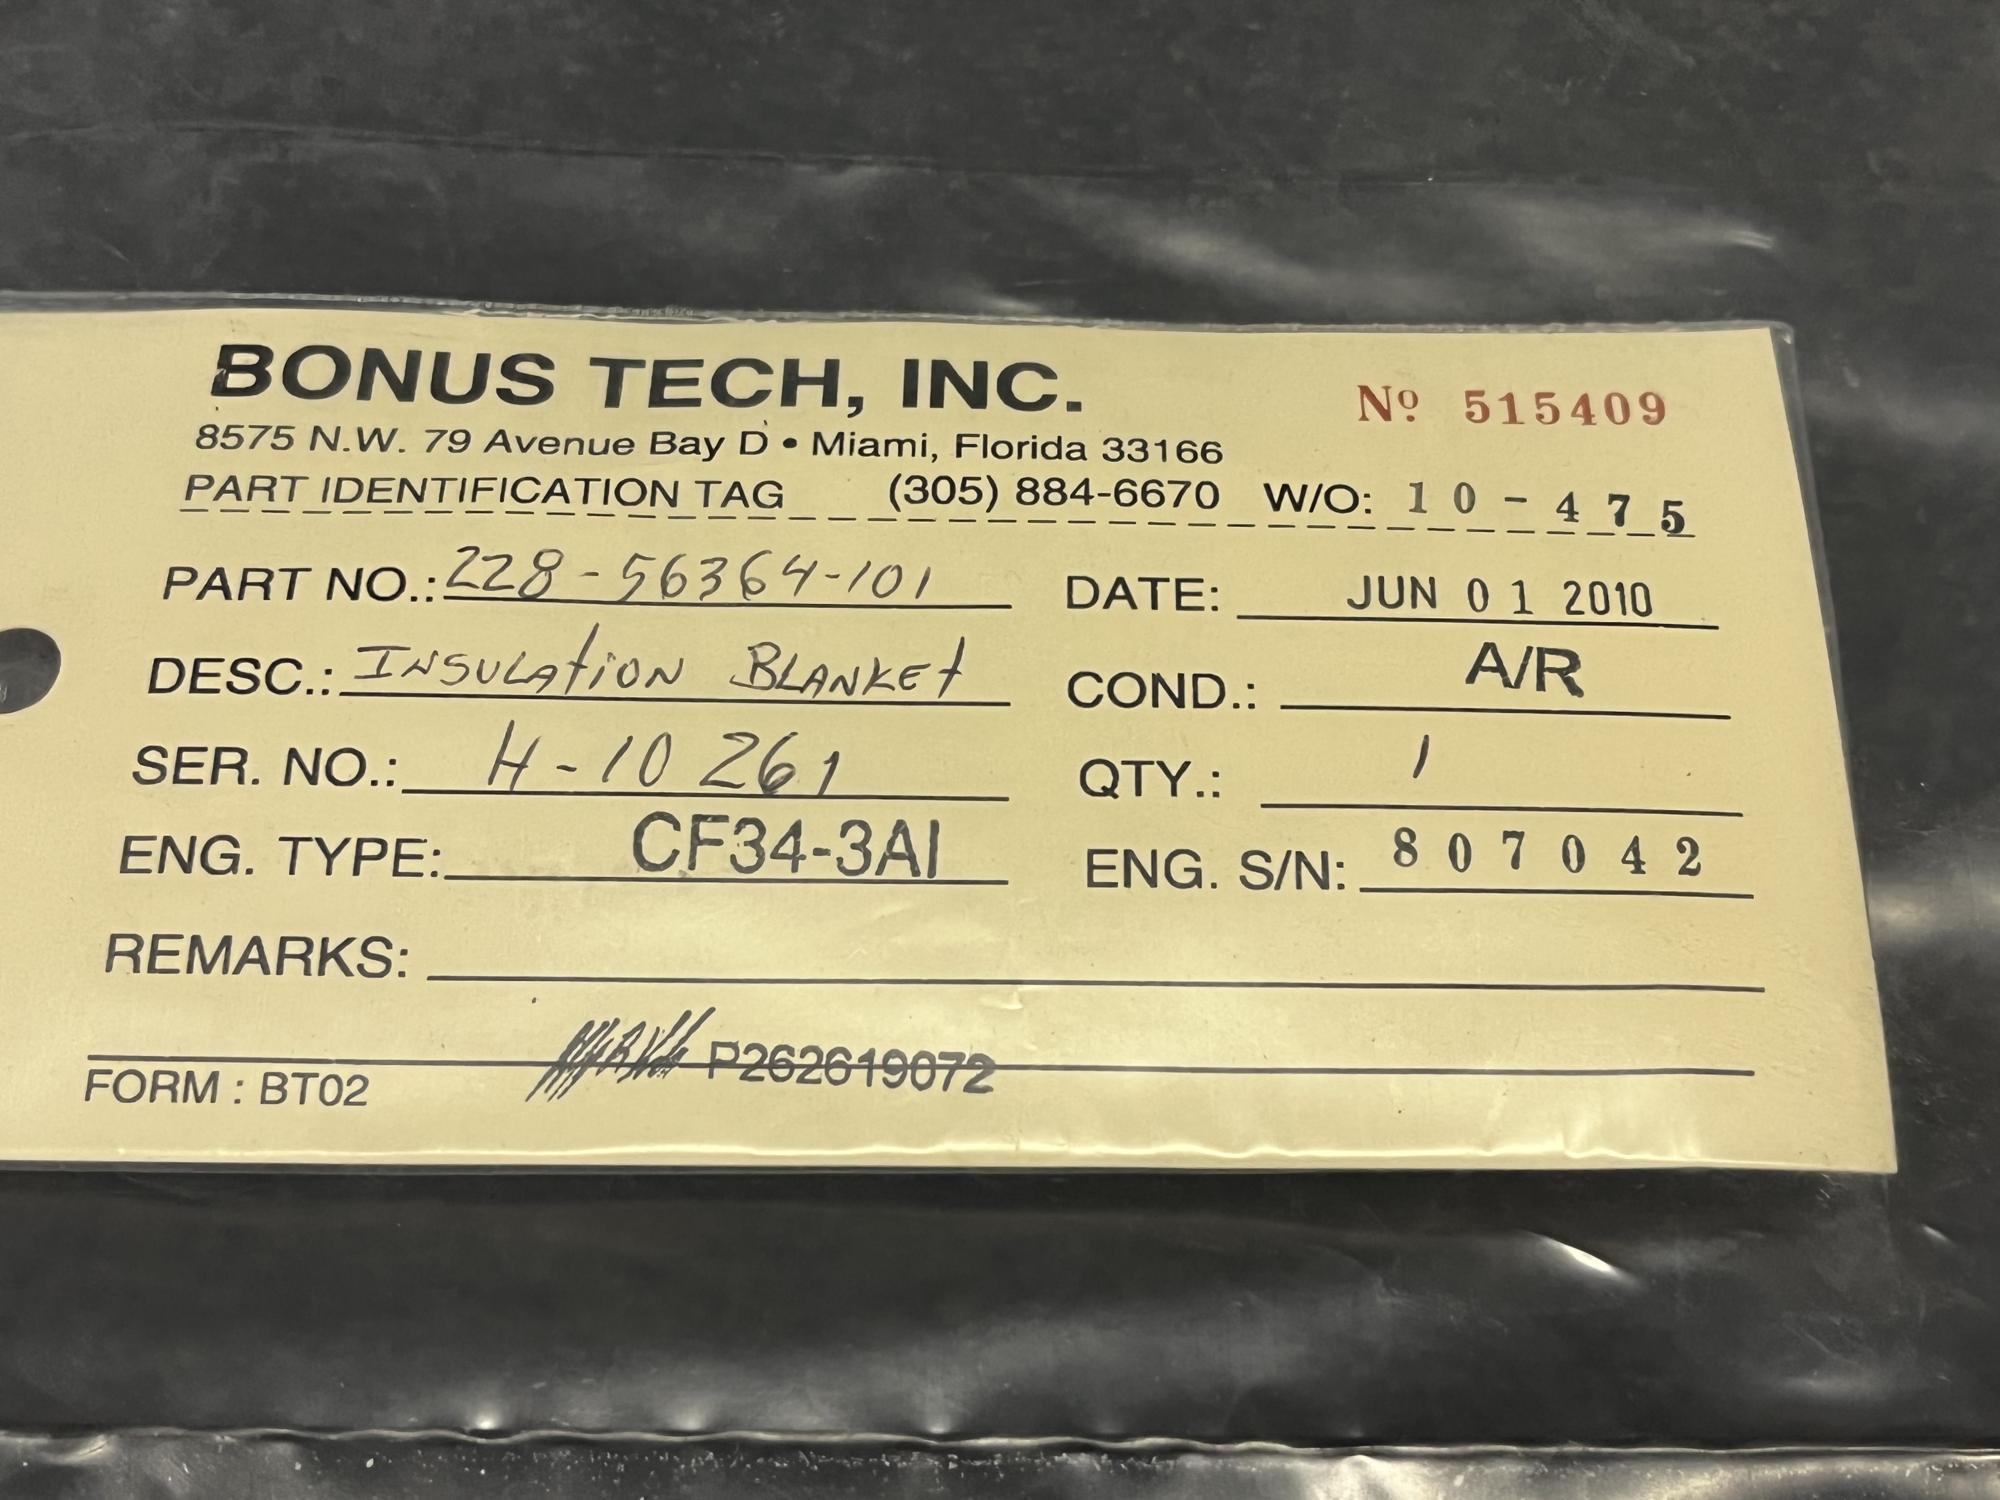 BONUS TECH, INC.
Nº 515409
8575 N.W. 79 Avenue Bay D • Miami, Florida 33166
PART IDENTIFICATION TAG (305) 884-6670 W/O: 10-475
PART NO.: 228-56364-101 DATE: JUN 01 2010
DESC.: INSULAtiON BLANKEt COND.: A/R
SER. NO.: H-10261 QTY.: 1
ENG. TYPE: CF34-3A1 ENG. S/N: 807042
REMARKS:
P262619072
FORM : BT02